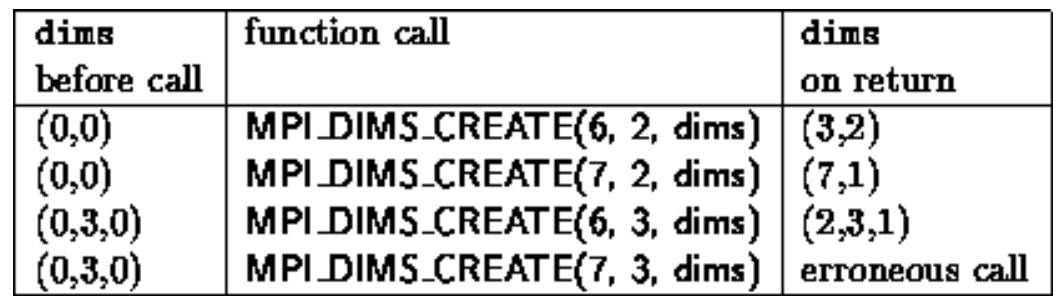 dims function call dims
before call on return
(0,0) MPI_DIMS_CREATE(6, 2, dims) (3,2)
(0,0) MPI_DIMS_CREATE(7, 2, dims) (7,1)
(0,3,0) MPI_DIMS_CREATE(6, 3, dims) (2,3,1)
(0,3,0) MPI_DIMS_CREATE(7, 3, dims) erroneous call